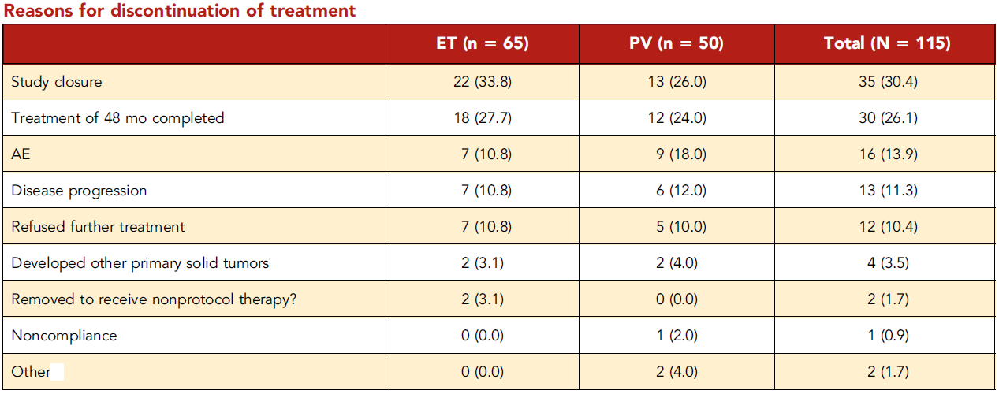 Reasons for discontinuation of treatment
ET (n = 65) PV (n = 50) Total (N = 115)
Study closure 22 (33.8) 13 (26.0) 35 (30.4)
Treatment of 48 mo completed 18 (27.7) 12 (24.0) 30 (26.1)
AE 7 (10.8) 9 (18.0) 16 (13.9)
Disease progression 7 (10.8) 6 (12.0) 13 (11.3)
Refused further treatment 7 (10.8) 5 (10.0) 12 (10.4)
Developed other primary solid tumors 2 (3.1) 2 (4.0) 4 (3.5)
Removed to receive nonprotocol therapy? 2 (3.1) 0 (0.0) 2 (1.7)
Noncompliance 0 (0.0) 1 (2.0) 1 (0.9)
Other 0 (0.0) 2 (4.0) 2 (1.7)